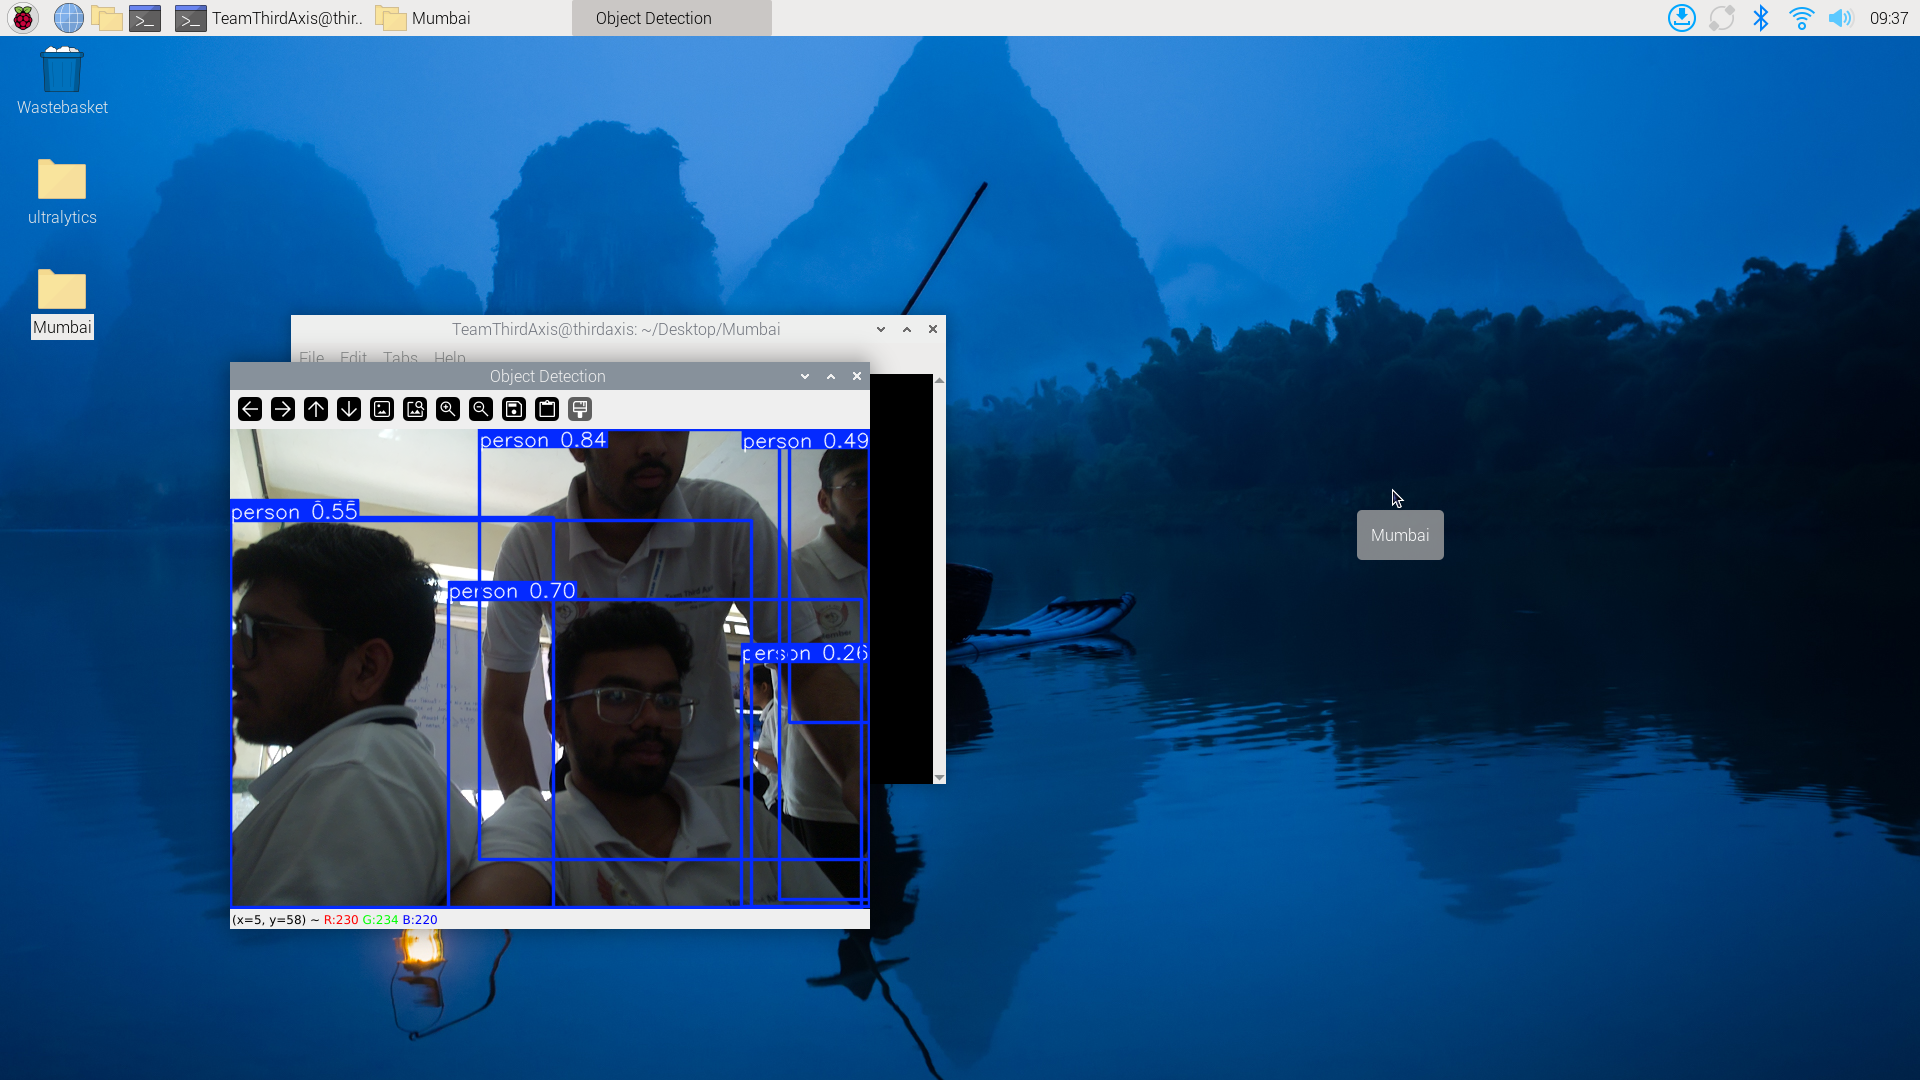 TeamThirdAxis@thir..
Mumbai
Object Detection
09:37
Wastebasket
ultralytics
Mumbai
TeamThirdAxis@thirdaxis: ~/Desktop/Mumbai
File Edit Tabs Help
Object Detection
person 0.84
person 0.49
person 0.55
person 0.70
person 0.26
(x=5, y=58) ~ R:230 G:234 B:220
Mumbai